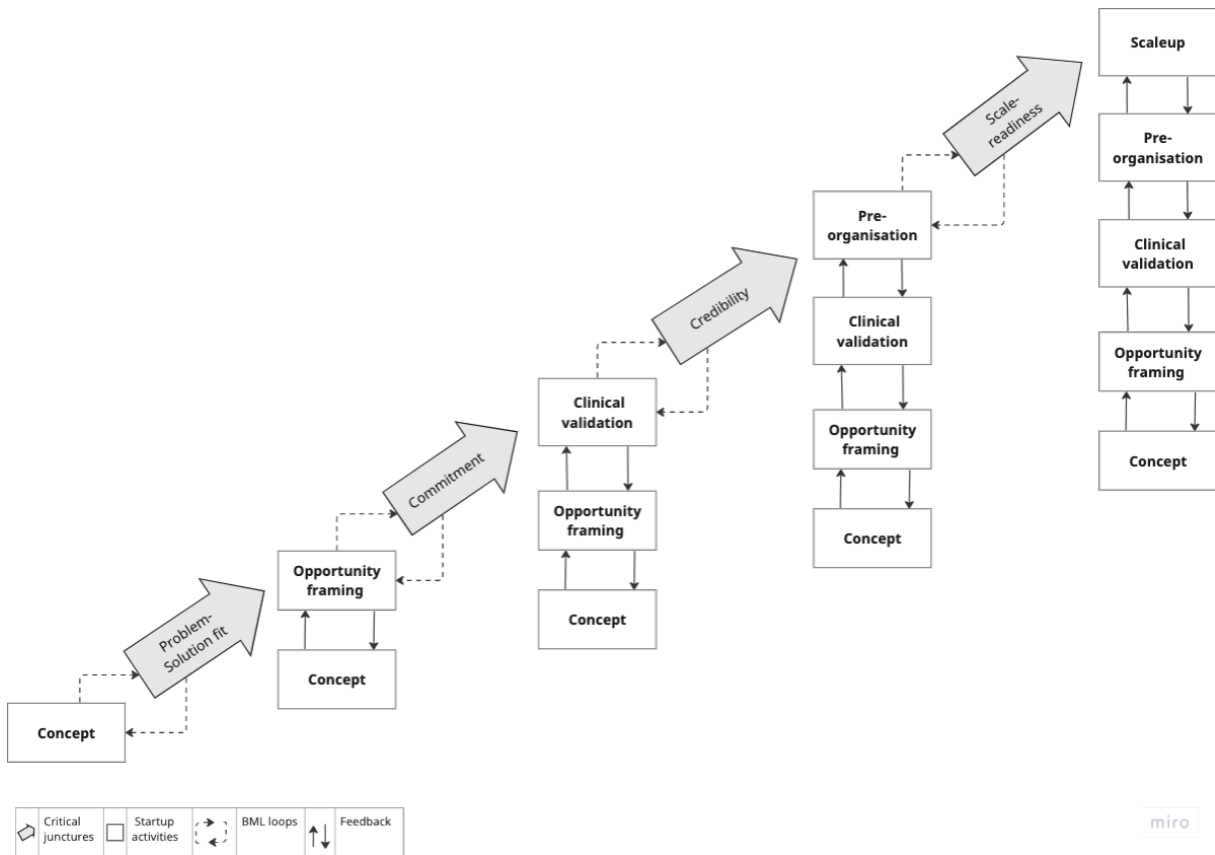 Concept
Problem-
Solution fit
Opportunity
framing
Concept
Commitment
Clinical
validation
Opportunity
framing
Concept
Credibility
Pre-
organisation
Clinical
validation
Opportunity
framing
Concept
Scale-
readiness
Scaleup
Pre-
organisation
Clinical
validation
Opportunity
framing
Concept
Critical
junctures
Startup
activities
BML loops
Feedback
miro